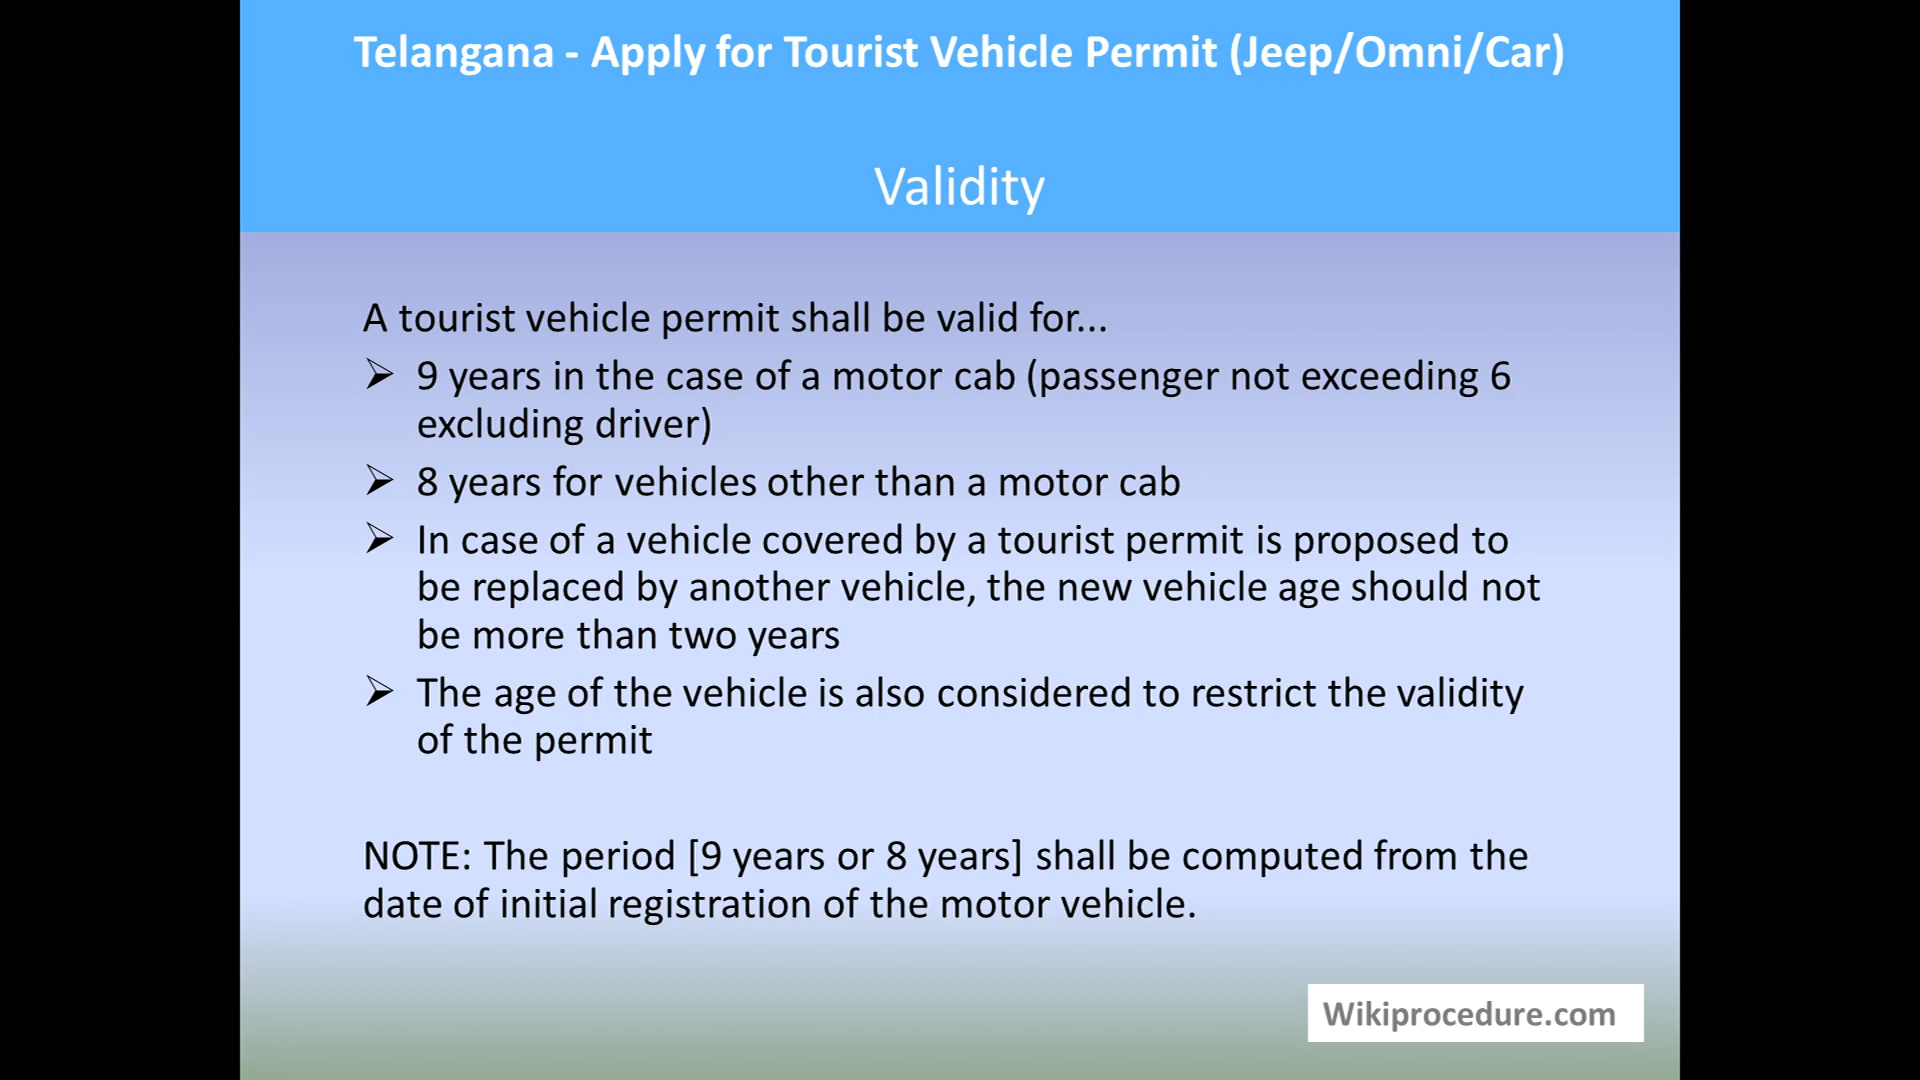 Telangana - Apply for Tourist Vehicle Permit (Jeep/Omni/Car)
Validity
A tourist vehicle permit shall be valid for...
➢ 9 years in the case of a motor cab (passenger not exceeding 6
excluding driver)
➢ 8 years for vehicles other than a motor cab
➢ In case of a vehicle covered by a tourist permit is proposed to
be replaced by another vehicle, the new vehicle age should not
be more than two years
➢ The age of the vehicle is also considered to restrict the validity
of the permit
NOTE: The period [9 years or 8 years] shall be computed from the
date of initial registration of the motor vehicle.
Wikiprocedure.com